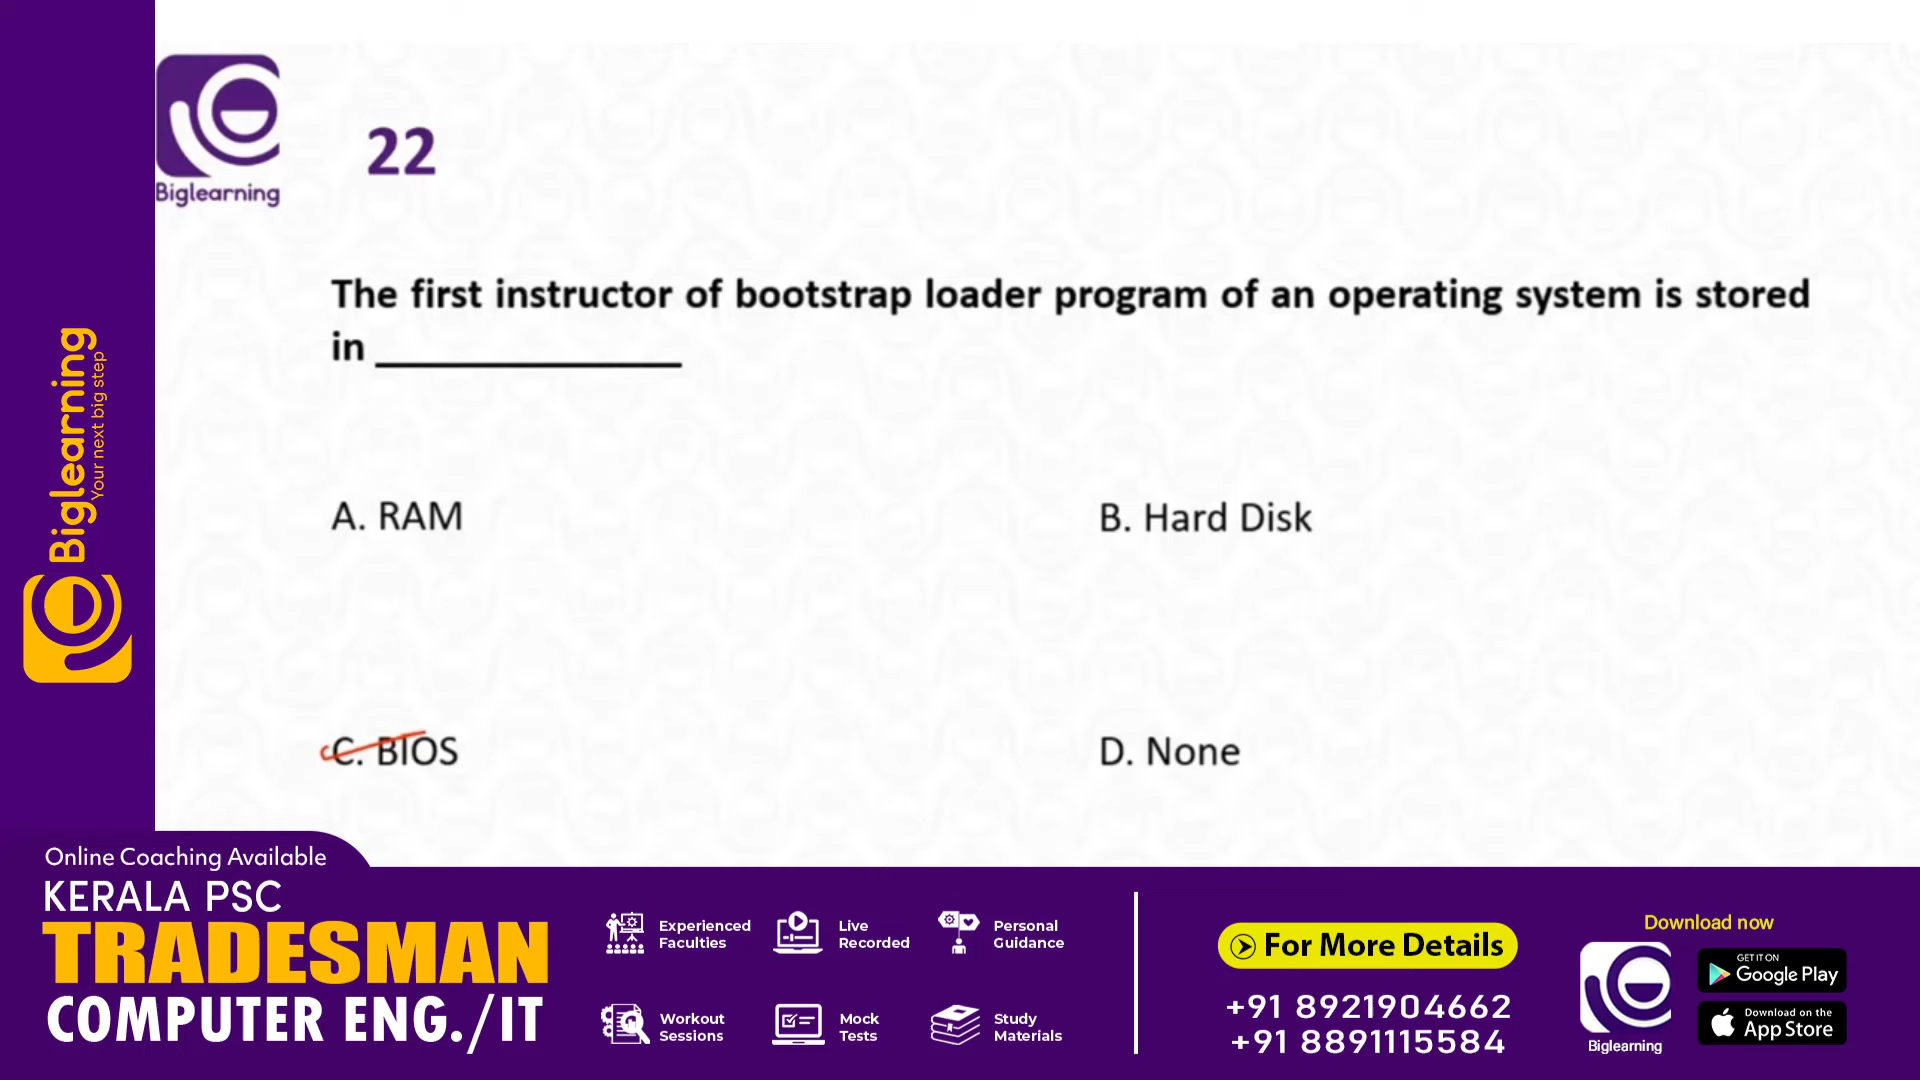 Biglearning
22
The first instructor of bootstrap loader program of an operating system is stored
in _______________
A. RAM
B. Hard Disk
C. BIOS
D. None
Biglearning
Your next big step
Online Coaching Available
KERALA PSC
TRADESMAN
COMPUTER ENG./IT
Experienced
Faculties
Live
Recorded
Personal
Guidance
Workout
Sessions
Mock
Tests
Study
Materials
For More Details
+91 8921904662
+91 8891115584
Download now
Biglearning
GET IT ON
Google Play
Download on the
App Store